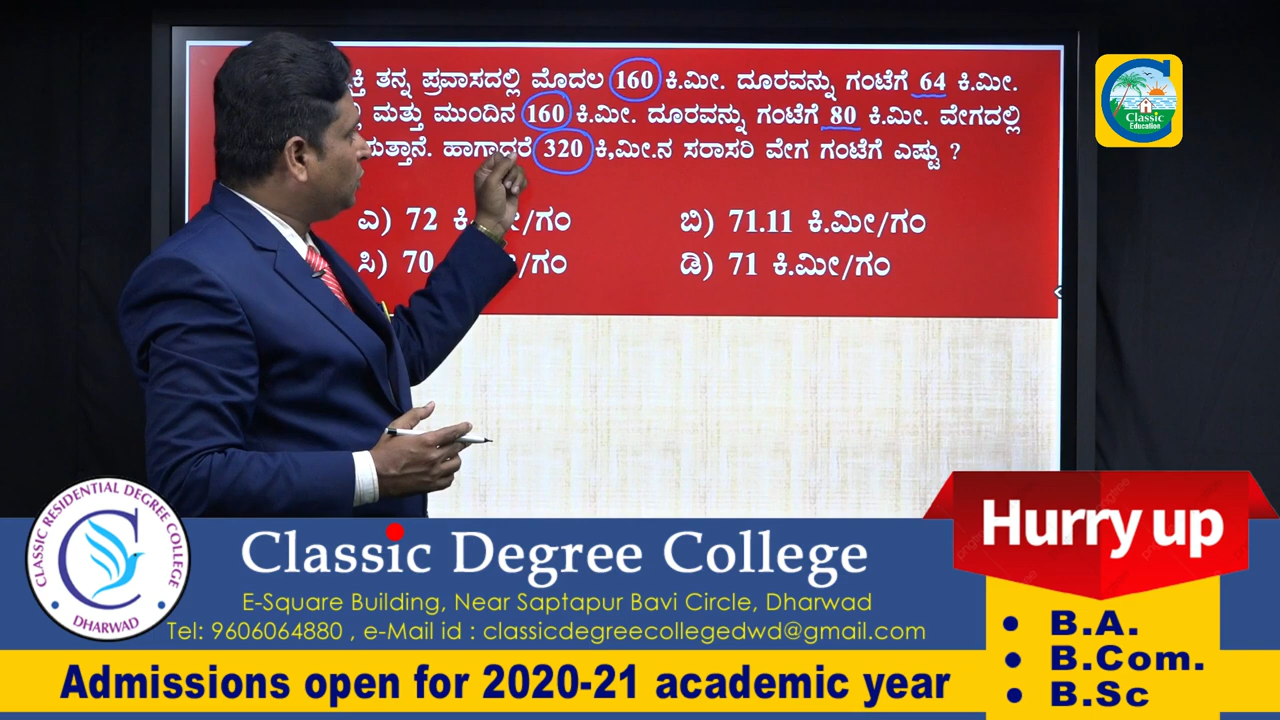 ತನ್ನ ಪ್ರವಾಸದಲ್ಲಿ ಮೊದಲ 160 ಕಿ.ಮೀ. ದೂರವನ್ನು ಗಂಟೆಗೆ 64 ಕಿ.ಮೀ.
ಮತ್ತು ಮುಂದಿನ 160 ಕಿ.ಮೀ. ದೂರವನ್ನು ಗಂಟೆಗೆ 80 ಕಿ.ಮೀ. ವೇಗದಲ್ಲಿ
ಹಾಗಾದರೆ 320 ಕಿ,ಮೀ.ನ ಸರಾಸರಿ ವೇಗ ಗಂಟೆಗೆ ಎಷ್ಟು ?
ಎ) 72 ಬಿ) 71.11 ಕಿ.ಮೀ/ಗಂ
ಸಿ) 70 ಡಿ) 71 ಕಿ.ಮೀ/ಗಂ
Classic
Education
CLASSIC RESIDENTIAL DEGREE COLLEGE
DHARWAD
Classic Degree College
E-Square Building, Near Saptapur Bavi Circle, Dharwad
Tel: 9606064880 , e-Mail id : classicdegreecollegedwd@gmail.com
Admissions open for 2020-21 academic year
Hurry up
• B.A.
• B.Com.
• B.Sc